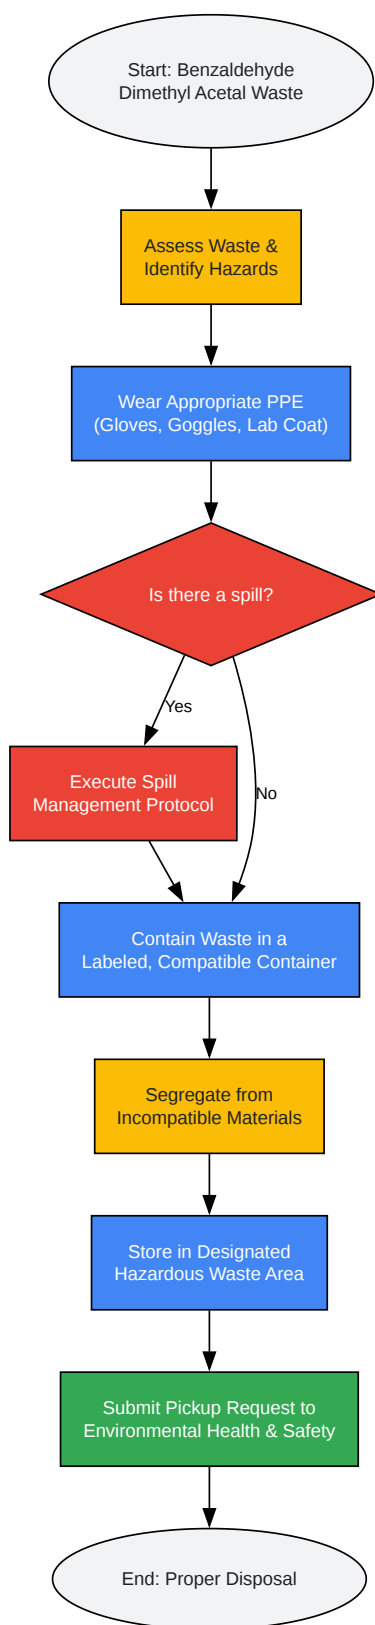 Start: Benzaldehyde
Dimethyl Acetal Waste
Assess Waste &
Identify Hazards
Wear Appropriate PPE
(Gloves, Goggles, Lab Coat)
Is there a spill?
Yes
Execute Spill
Management Protocol
No
Contain Waste in a
Labeled, Compatible Container
Segregate from
Incompatible Materials
Store in Designated
Hazardous Waste Area
Submit Pickup Request to
Environmental Health & Safety
End: Proper Disposal